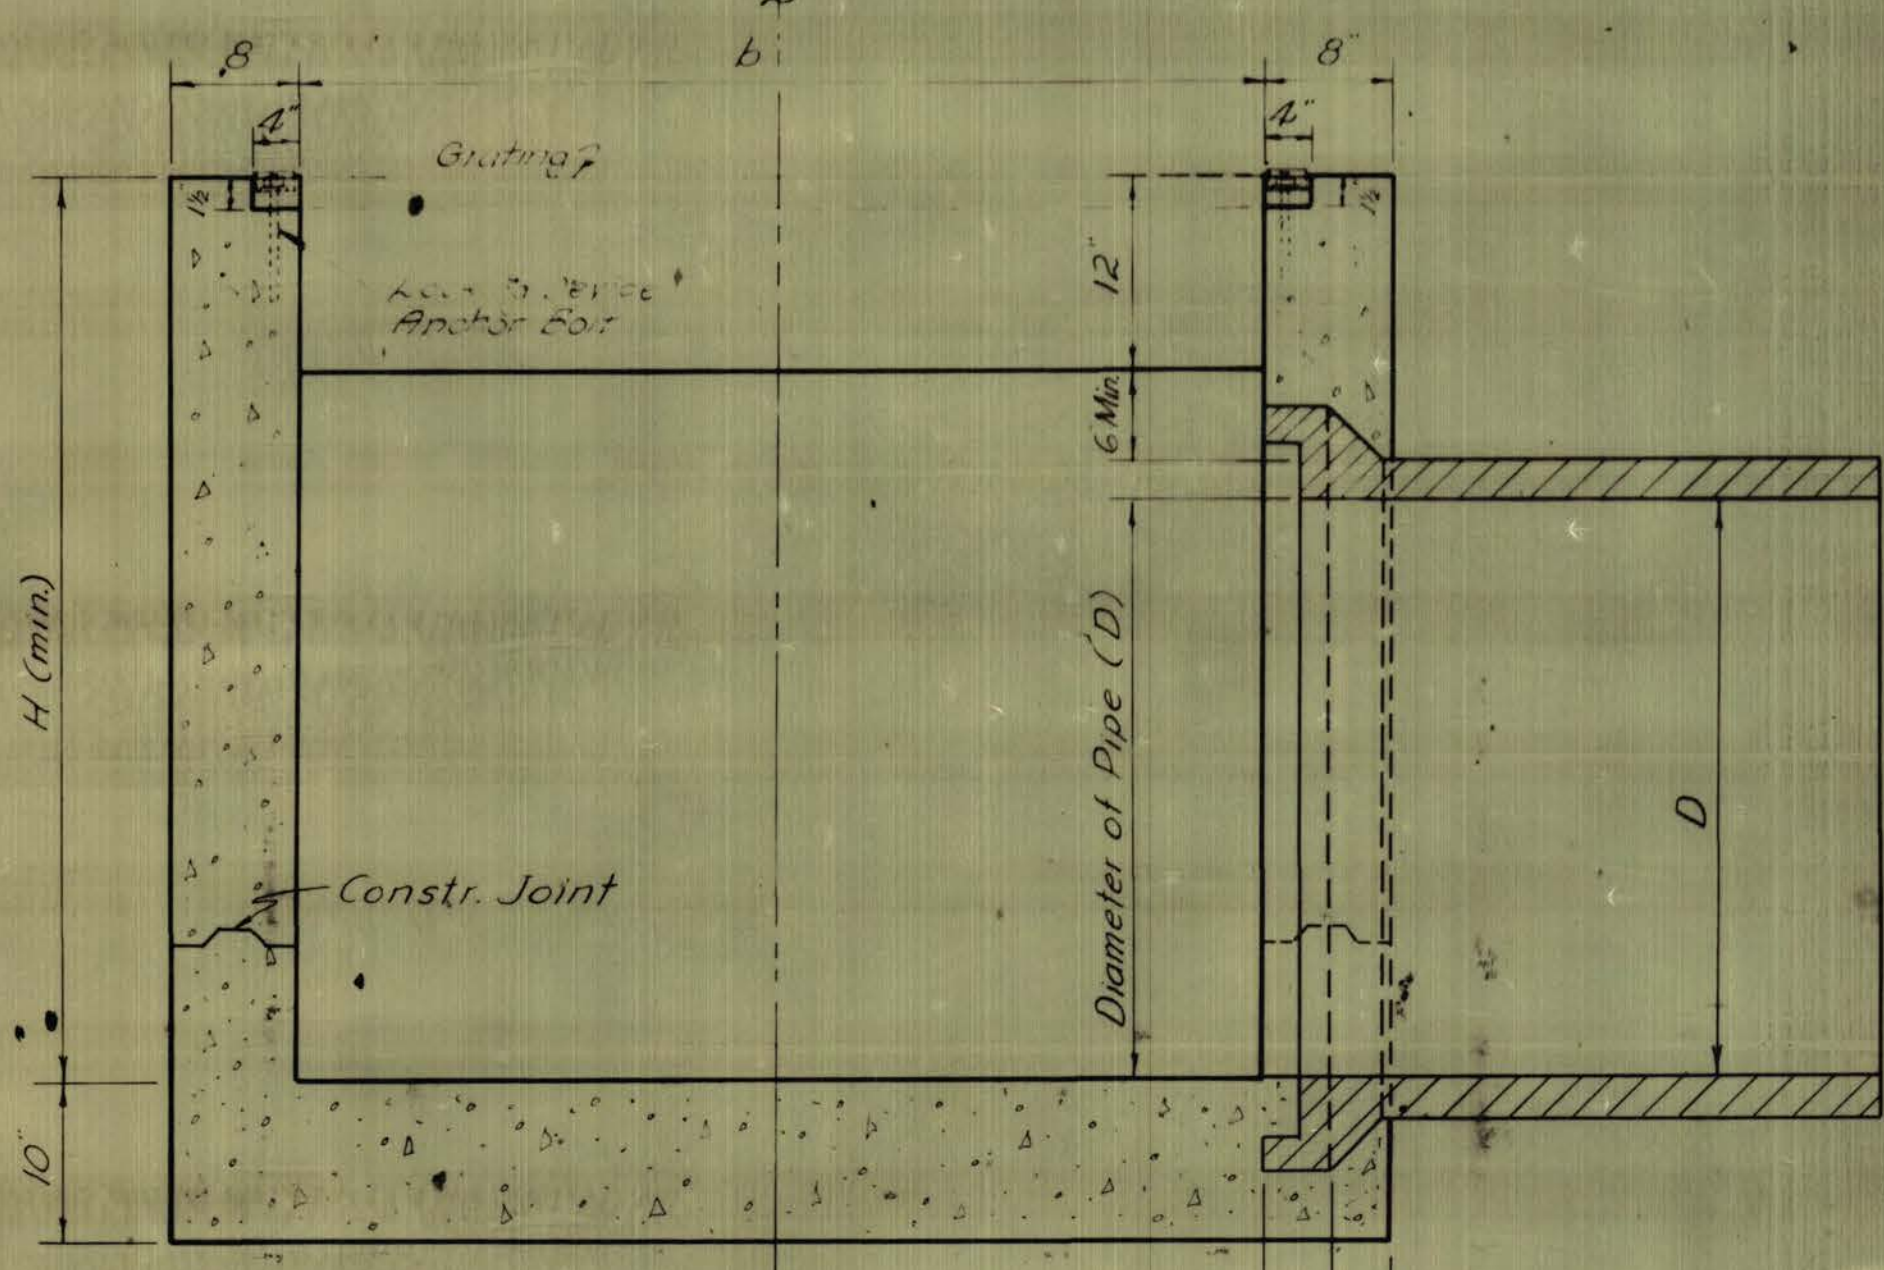 8"
b
8"
4"
4"
Grating
1½"
1½"
12"
Anchor Bolt
6" Min.
H (min.)
Diameter of Pipe (D)
D
Constr. Joint
10"